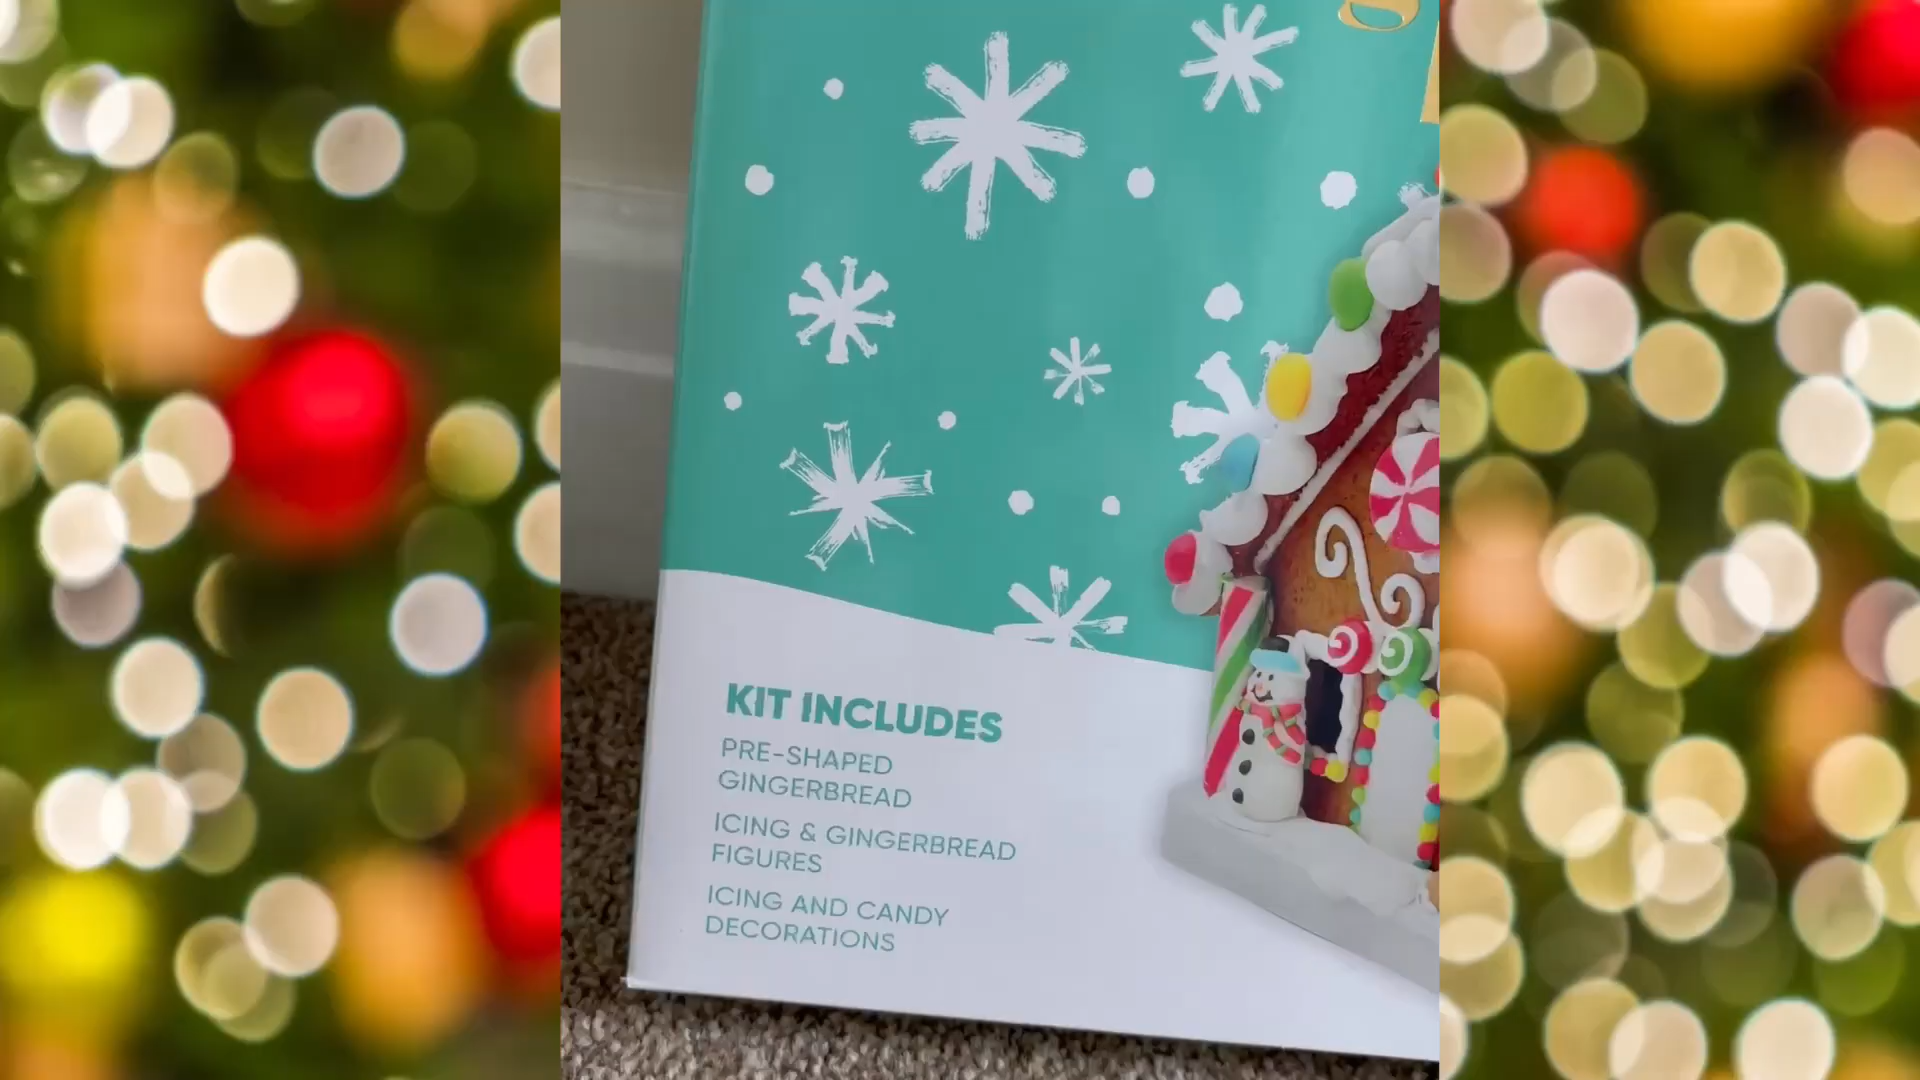 KIT INCLUDES
PRE-SHAPED
GINGERBREAD
ICING & GINGERBREAD
FIGURES
ICING AND CANDY
DECORATIONS